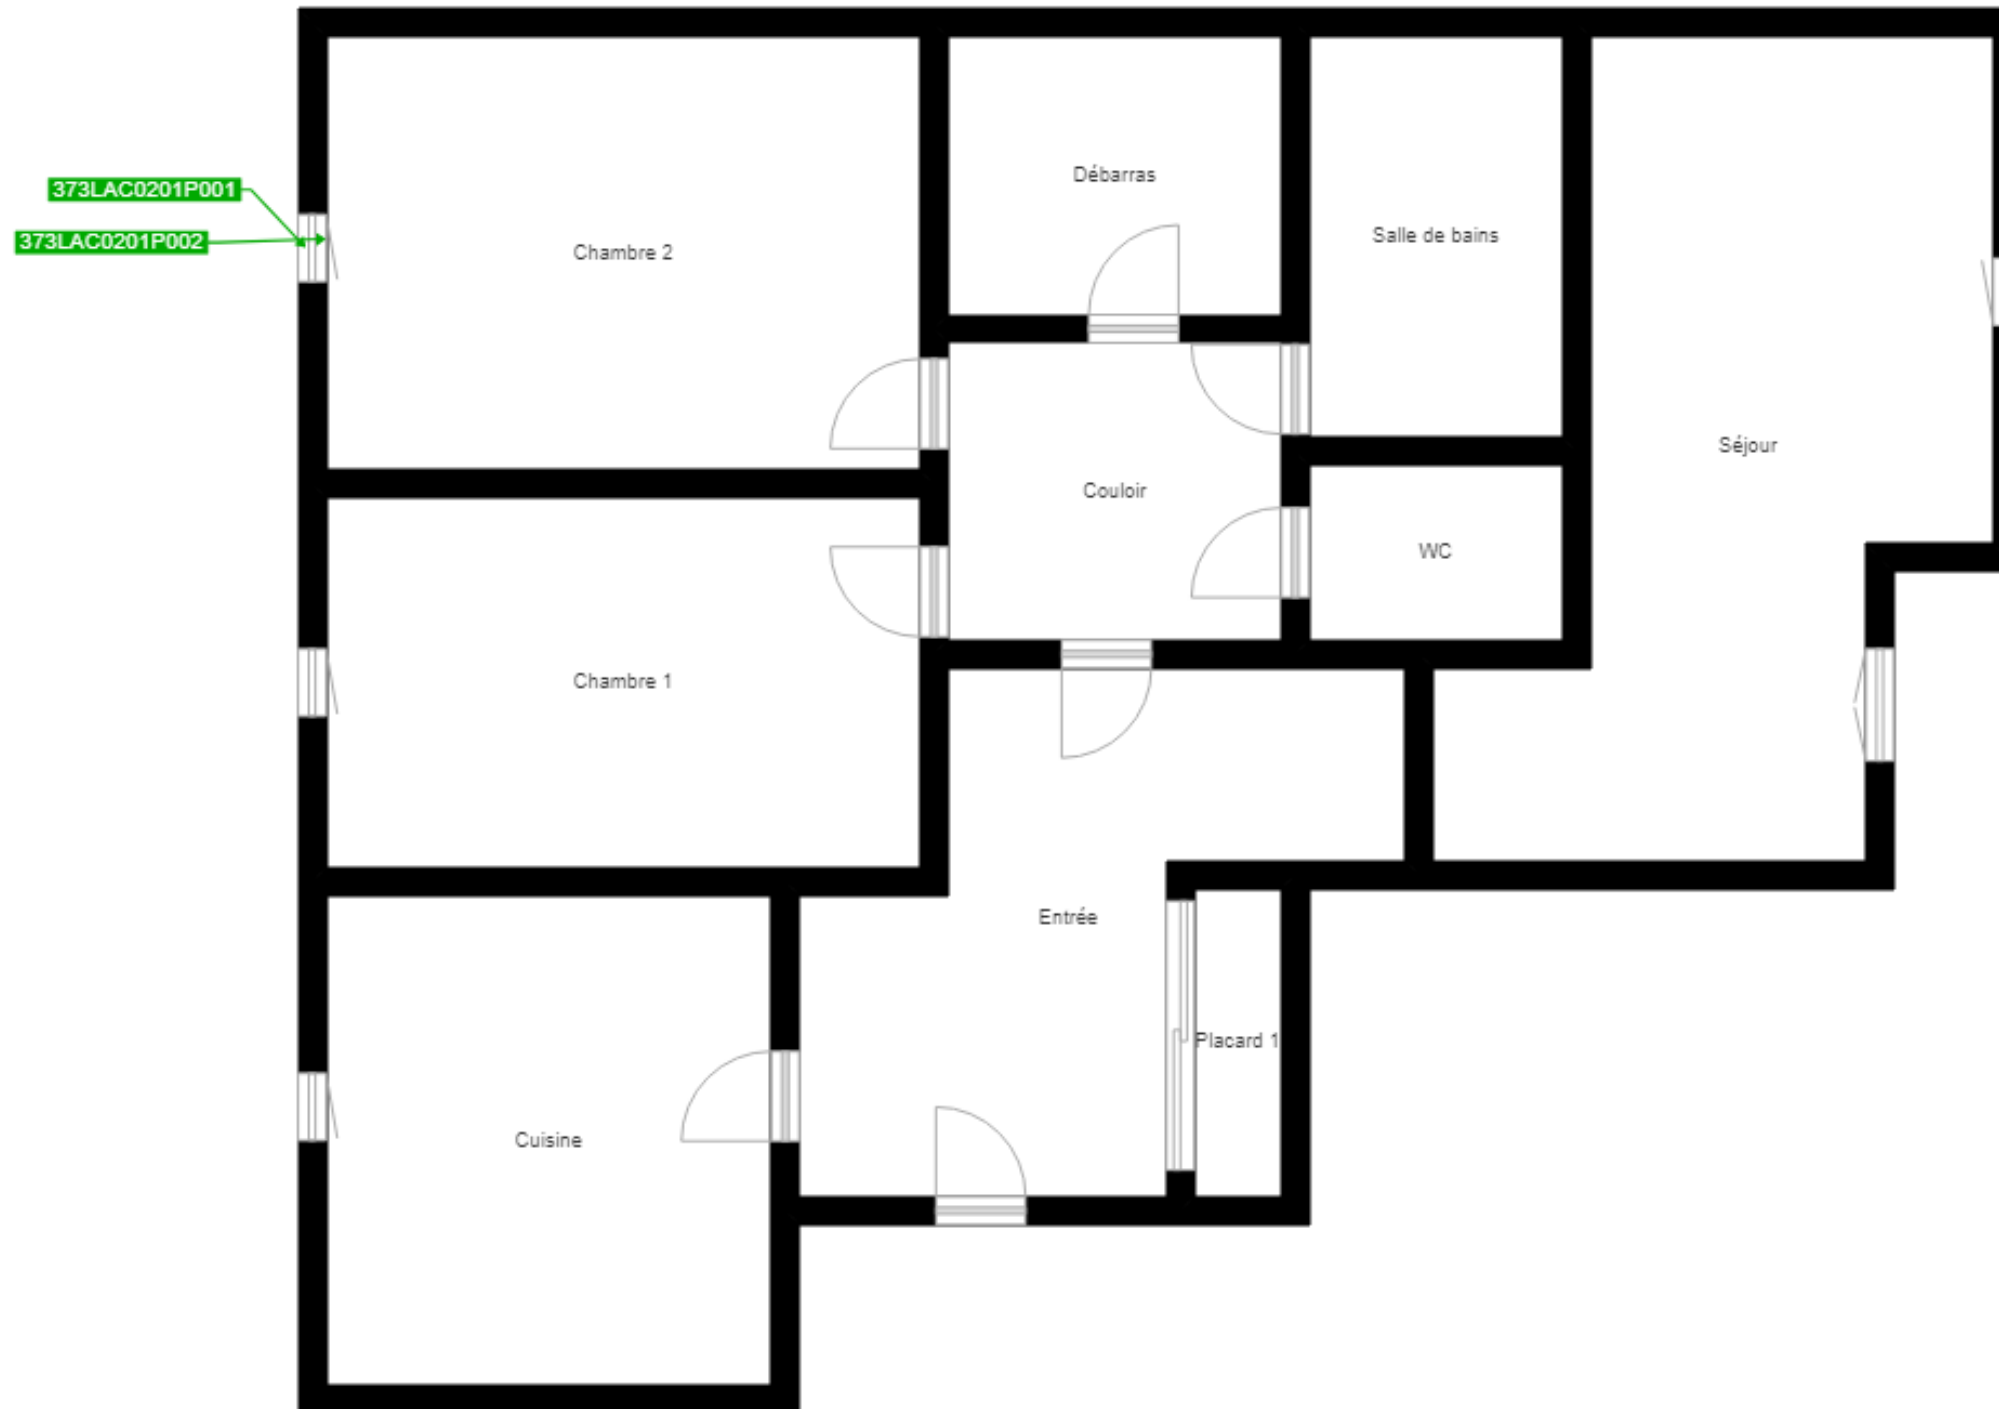 Débarras
373LAC0201P001
Salle de bains
373LAC0201P002
Chambre 2
Séjour
Couloir
WC
Chambre 1
Entrée
Placard 1
Cuisine